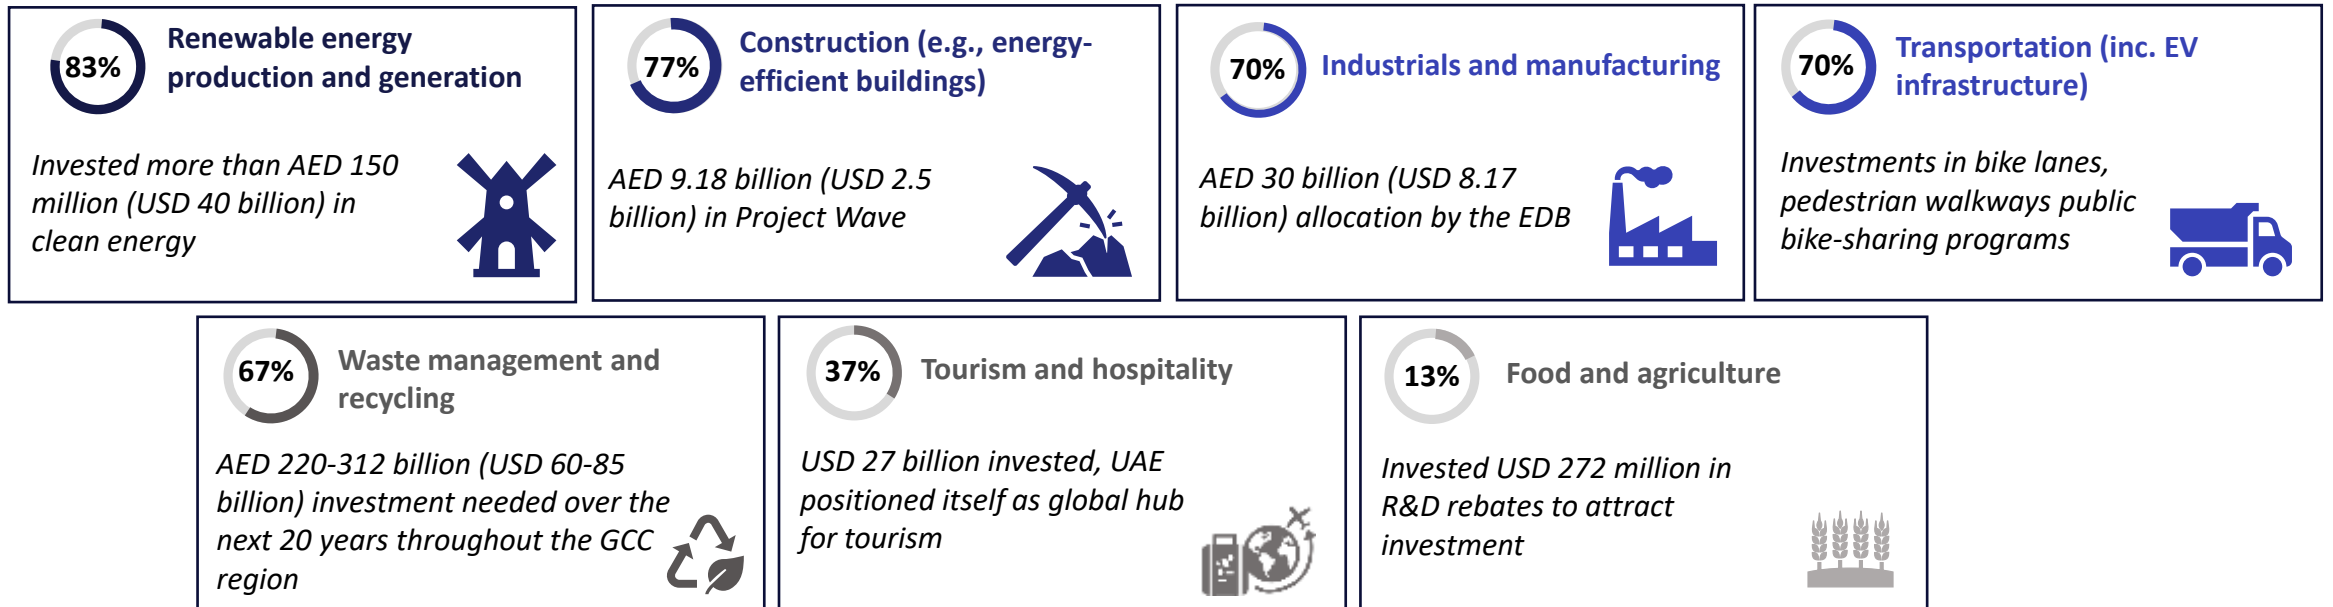 83%
Renewable energy
production and generation
Invested more than AED 150
million (USD 40 billion) in
clean energy
77%
Construction (e.g., energy-
efficient buildings)
AED 9.18 billion (USD 2.5
billion) in Project Wave
70%
Industrials and manufacturing
AED 30 billion (USD 8.17
billion) allocation by the EDB
70%
Transportation (inc. EV
infrastructure)
Investments in bike lanes,
pedestrian walkways public
bike-sharing programs
67%
Waste management and
recycling
AED 220-312 billion (USD 60-85
billion) investment needed over the
next 20 years throughout the GCC
region
37%
Tourism and hospitality
USD 27 billion invested, UAE
positioned itself as global hub
for tourism
13%
Food and agriculture
Invested USD 272 million in
R&D rebates to attract
investment